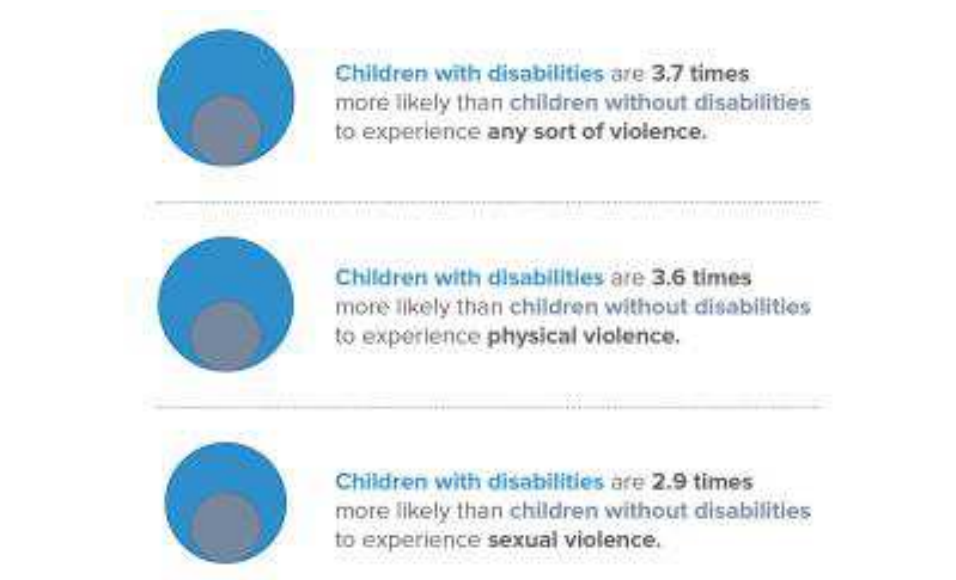 Children with disabilities are 3.7 times
more likely than children without disabilities
to experience any sort of violence.
Children with disabilities are 3.6 times
more likely than children without disabilities
to experience physical violence.
Children with disabilities are 2.9 times
more likely than children without disabilities
to experience sexual violence.